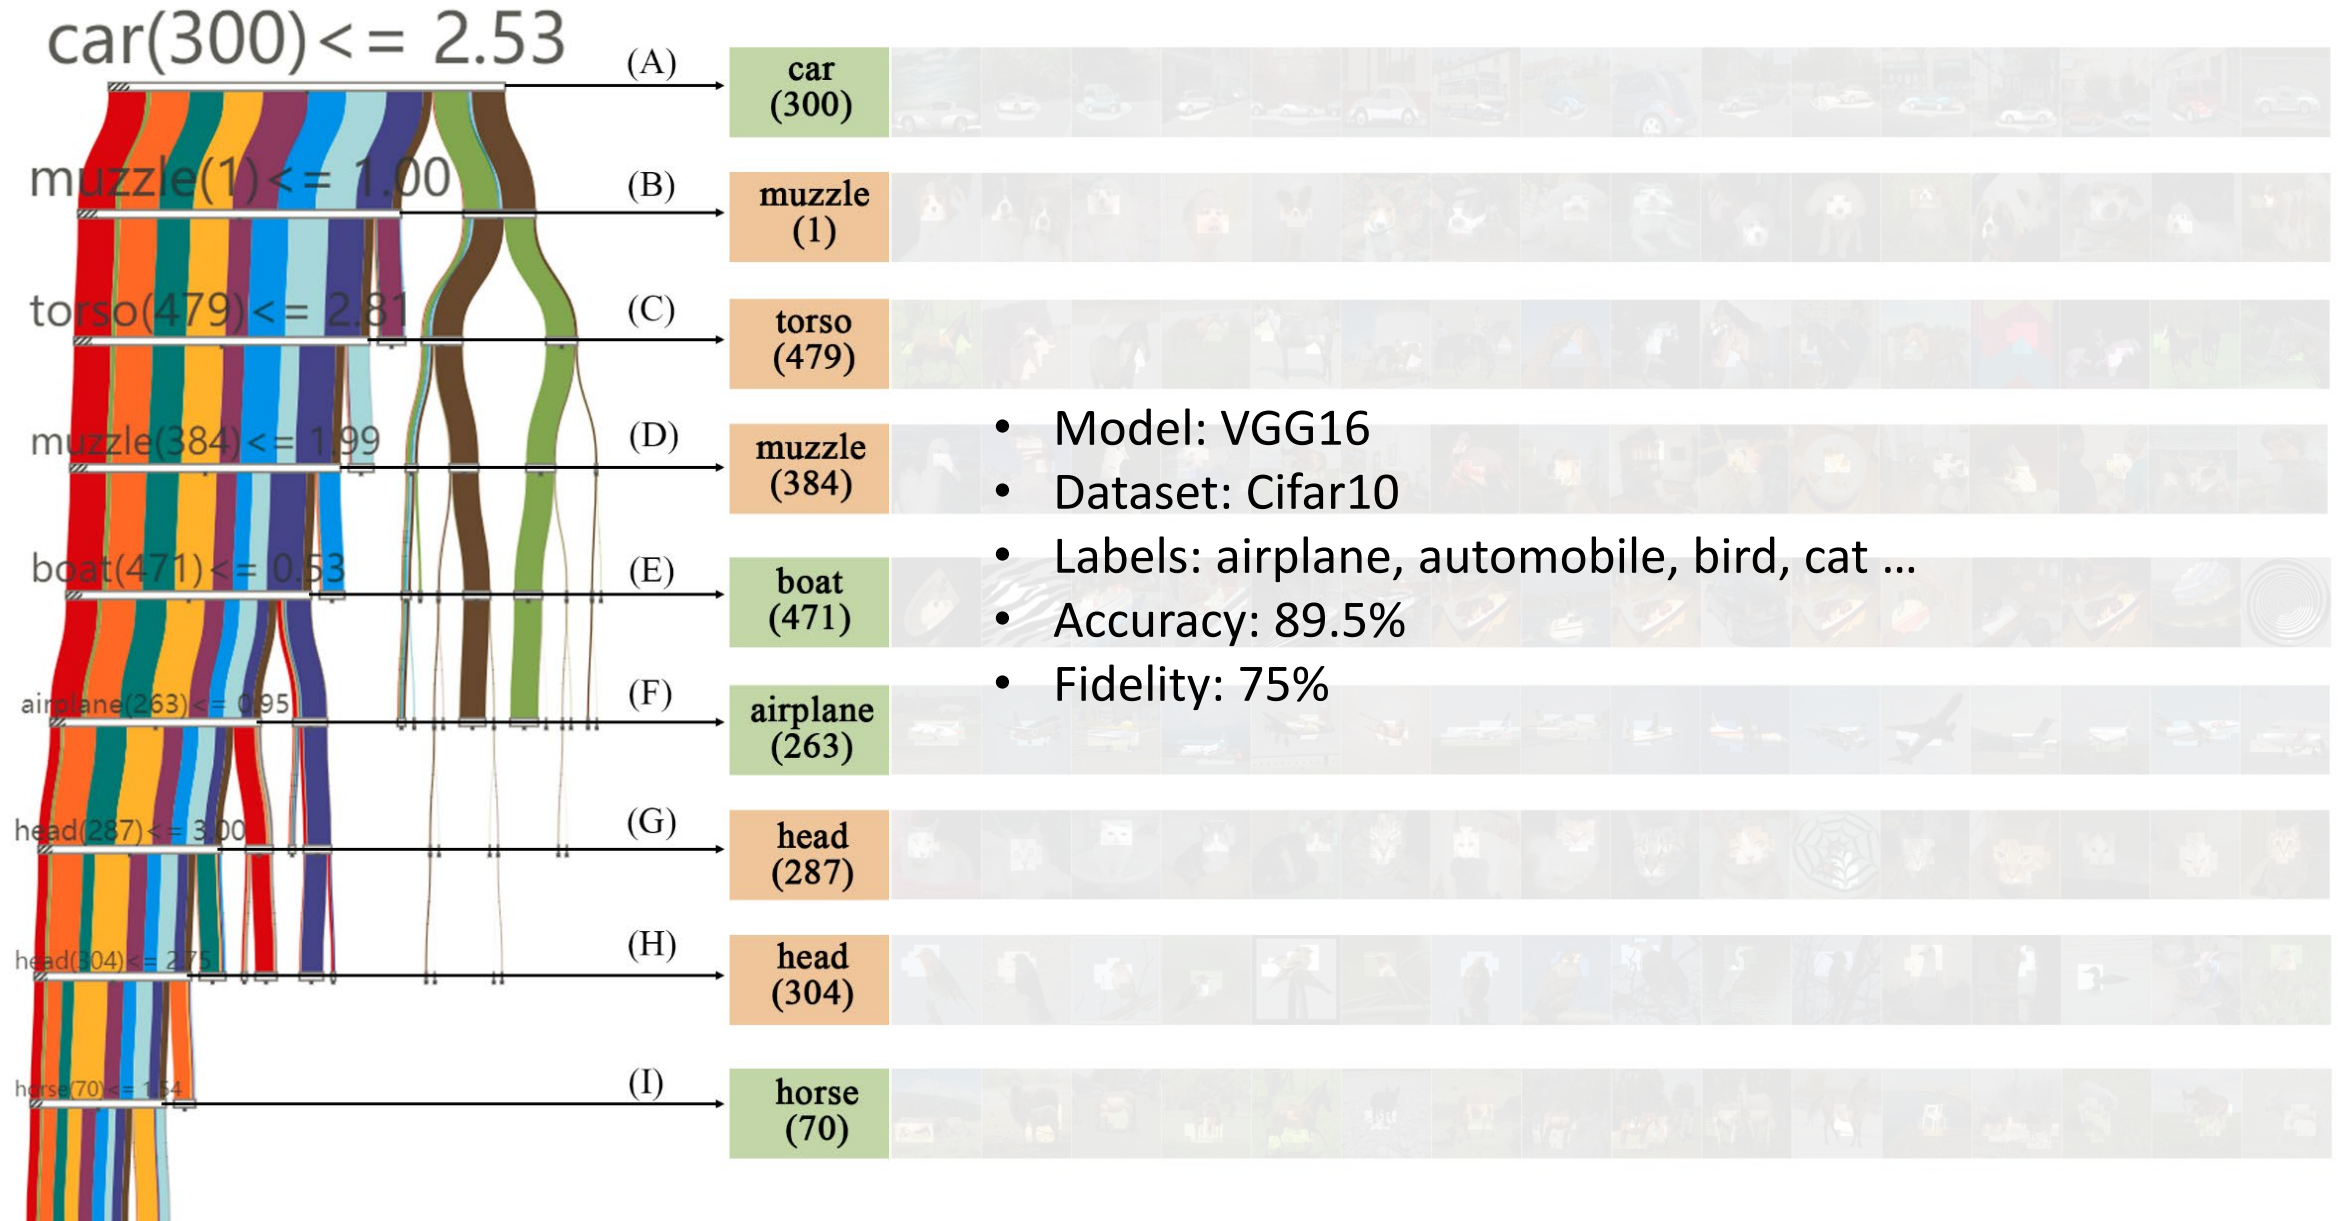 car(300)<= 2.53
(A)
car
(300)
muzzle(1)<= 1.00
(B)
muzzle
(1)
torso(479)<= 2.81
(C)
torso
(479)
muzzle(384)<= 1.99
(D)
muzzle
(384)
• Model: VGG16
• Dataset: Cifar10
• Labels: airplane, automobile, bird, cat ...
• Accuracy: 89.5%
• Fidelity: 75%
boat(471)<= 0.53
(E)
boat
(471)
airplane(263)<= 0.95
(F)
airplane
(263)
head(287)<= 3.00
(G)
head
(287)
head(304)<= 2.75
(H)
head
(304)
horse(70)<= 1.54
(I)
horse
(70)